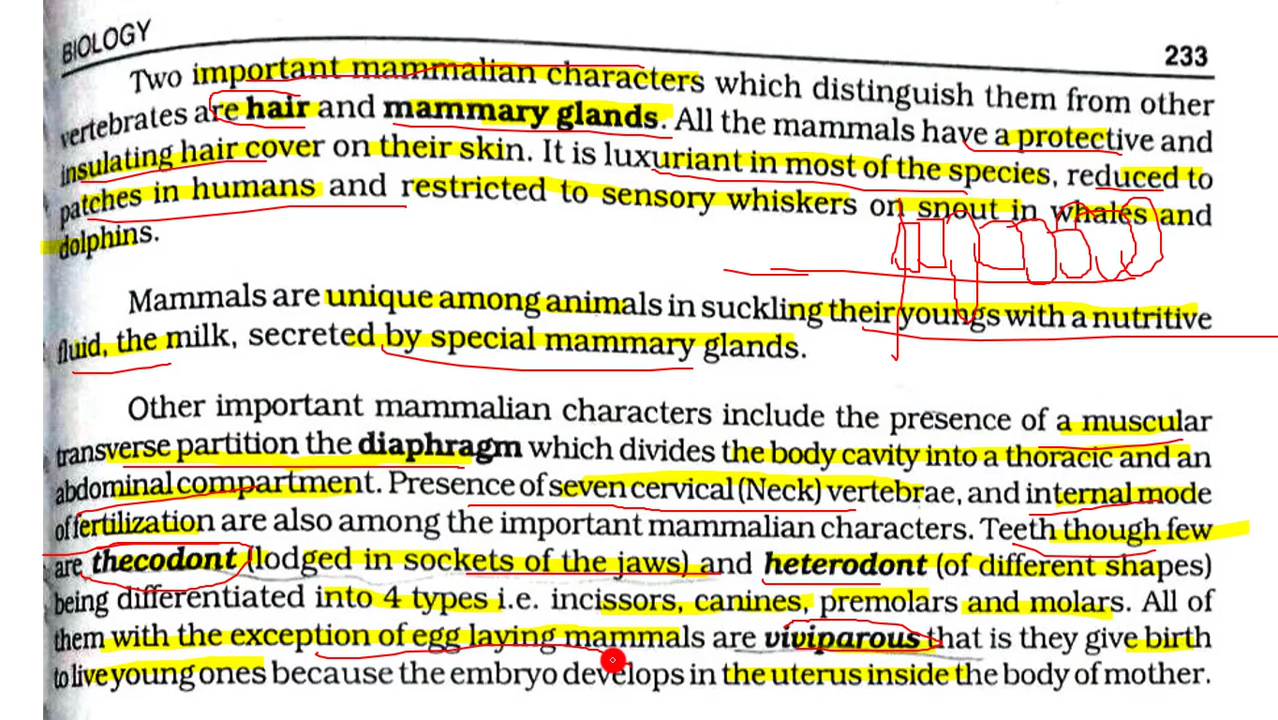 BIOLOGY
233
Two important mammalian characters which distinguish them from other
vertebrates are hair and mammary glands. All the mammals have a protective and
insulating hair cover on their skin. It is luxuriant in most of the species, reduced to
patches in humans and restricted to sensory whiskers on snout in whales and
dolphins.
Mammals are unique among animals in suckling their youngs with a nutritive
fluid, the milk, secreted by special mammary glands.
Other important mammalian characters include the presence of a muscular
transverse partition the diaphragm which divides the body cavity into a thoracic and an
abdominal compartment. Presence of seven cervical (Neck) vertebrae, and internal mode
of fertilization are also among the important mammalian characters. Teeth though few
are thecodont (lodged in sockets of the jaws) and heterodont (of different shapes)
being differentiated into 4 types i.e. incissors, canines, premolars and molars. All of
them with the exception of egg laying mammals are viviparous that is they give birth
to live young ones because the embryo develops in the uterus inside the body of mother.